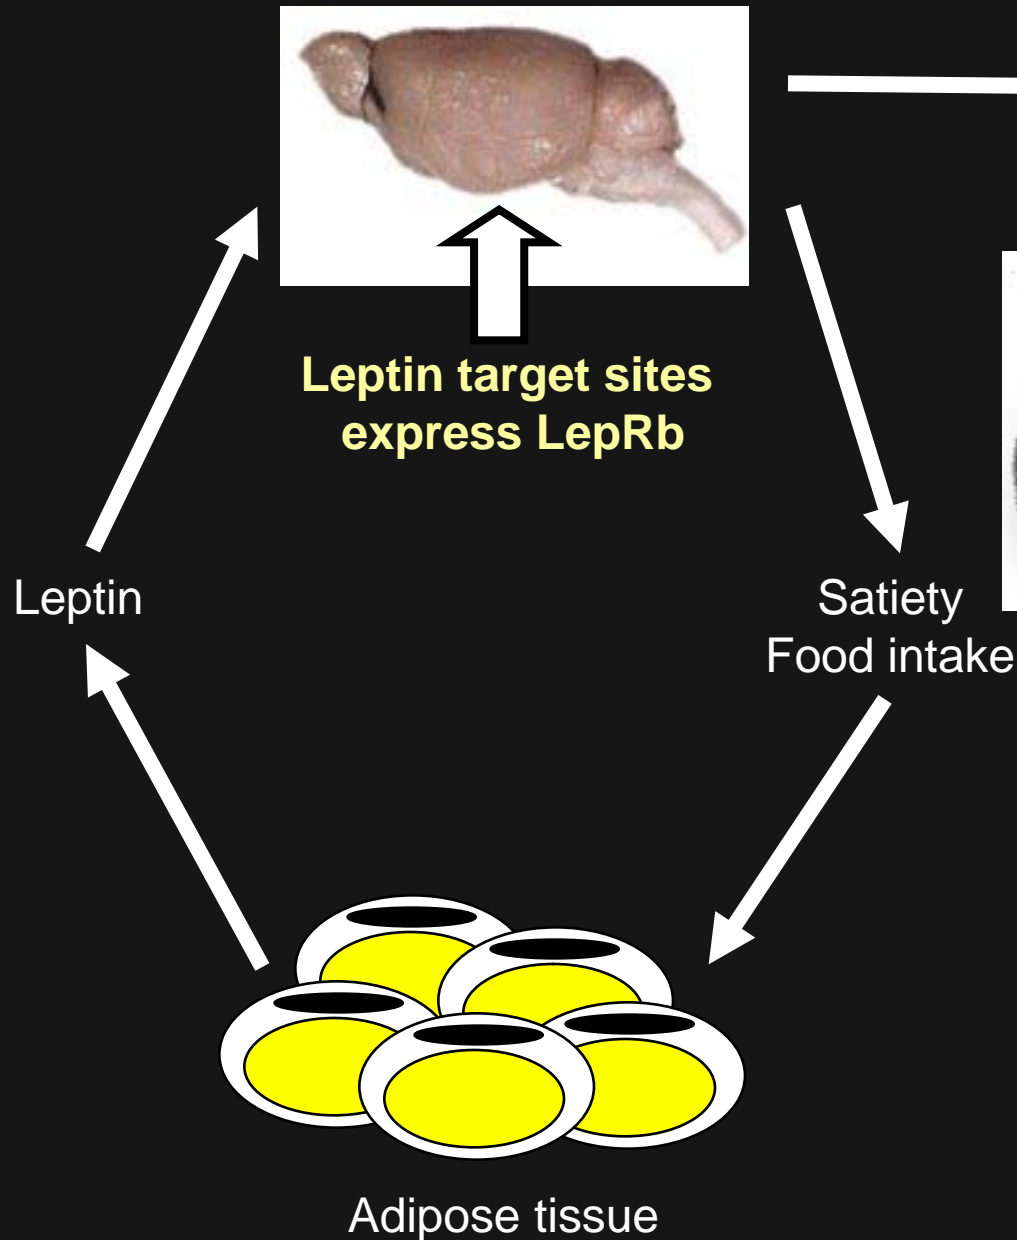 Leptin target sites
express LepRb
Leptin
Satiety
Food intake
Adipose tissue